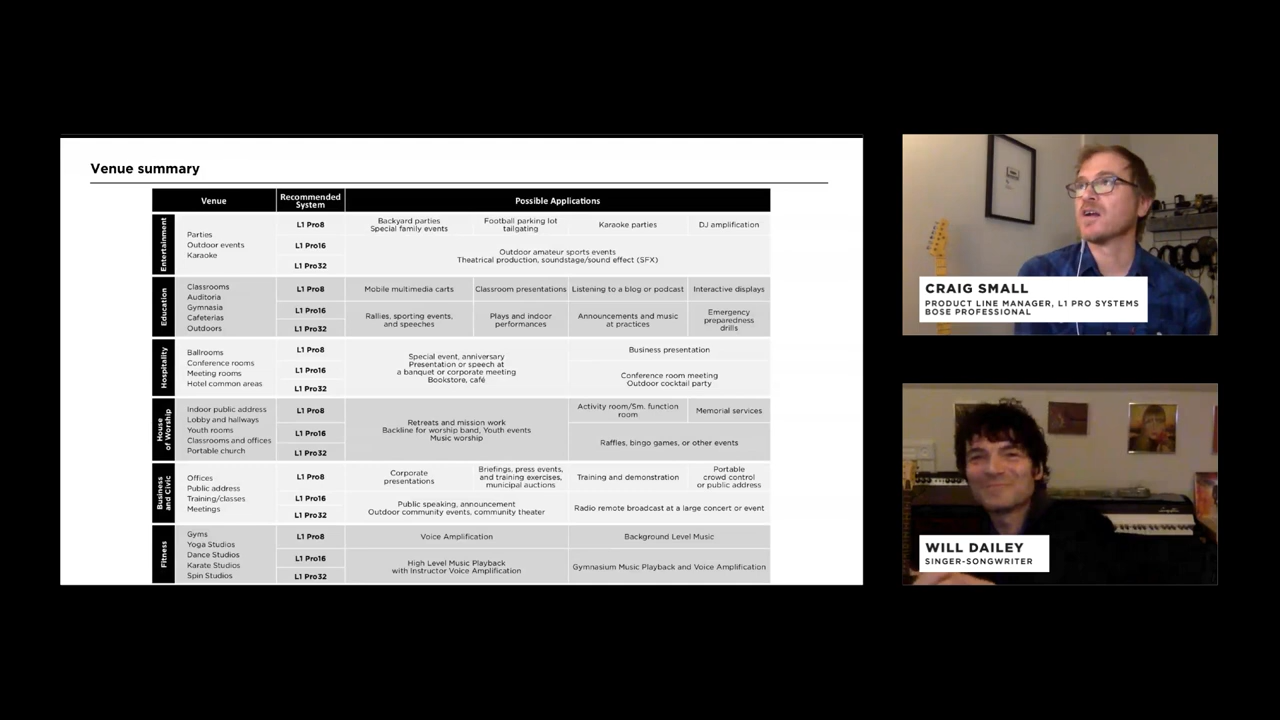 Venue summary
Venue
Recommended
System
Possible Applications
Entertainment
Parties
Outdoor events
Karaoke
L1 Pro8
L1 Pro16
L1 Pro32
Backyard parties
Special family events
Football parking lot
tailgating
Karaoke parties
DJ amplification
Outdoor amateur sports events
Theatrical production, soundstage/sound effect (SFX)
Education
Classrooms
Auditoria
Gymnasia
Cafeterias
Outdoors
L1 Pro8
L1 Pro16
L1 Pro32
Mobile multimedia carts
Classroom presentations
Listening to a blog or podcast
Interactive displays
Rallies, sporting events,
and speeches
Plays and indoor
performances
Announcements and music
at practices
Emergency
preparedness
drills
Hospitality
Ballrooms
Conference rooms
Meeting rooms
Hotel common areas
L1 Pro8
L1 Pro16
L1 Pro32
Special event, anniversary
Presentation or speech at
a banquet or corporate meeting
Bookstore, café
Business presentation
Conference room meeting
Outdoor cocktail party
House
of Worship
Indoor public address
Lobby and hallways
Youth rooms
Classrooms and offices
Portable church
L1 Pro8
L1 Pro16
L1 Pro32
Retreats and mission work
Backline for worship band, Youth events
Music worship
Activity room/Sm. function
room
Memorial services
Raffles, bingo games, or other events
Business
and Civic
Offices
Public address
Training/classes
Meetings
L1 Pro8
L1 Pro16
L1 Pro32
Corporate
presentations
Briefings, press events,
and training exercises,
municipal auctions
Training and demonstration
Portable
crowd control
or public address
Public speaking, announcement
Outdoor community events, community theater
Radio remote broadcast at a large concert or event
Fitness
Gyms
Yoga Studios
Dance Studios
Karate Studios
Spin Studios
L1 Pro8
L1 Pro16
L1 Pro32
Voice Amplification
Background Level Music
High Level Music Playback
with Instructor Voice Amplification
Gymnasium Music Playback and Voice Amplification
CRAIG SMALL
PRODUCT LINE MANAGER, L1 PRO SYSTEMS
BOSE PROFESSIONAL
WILL DAILEY
SINGER-SONGWRITER